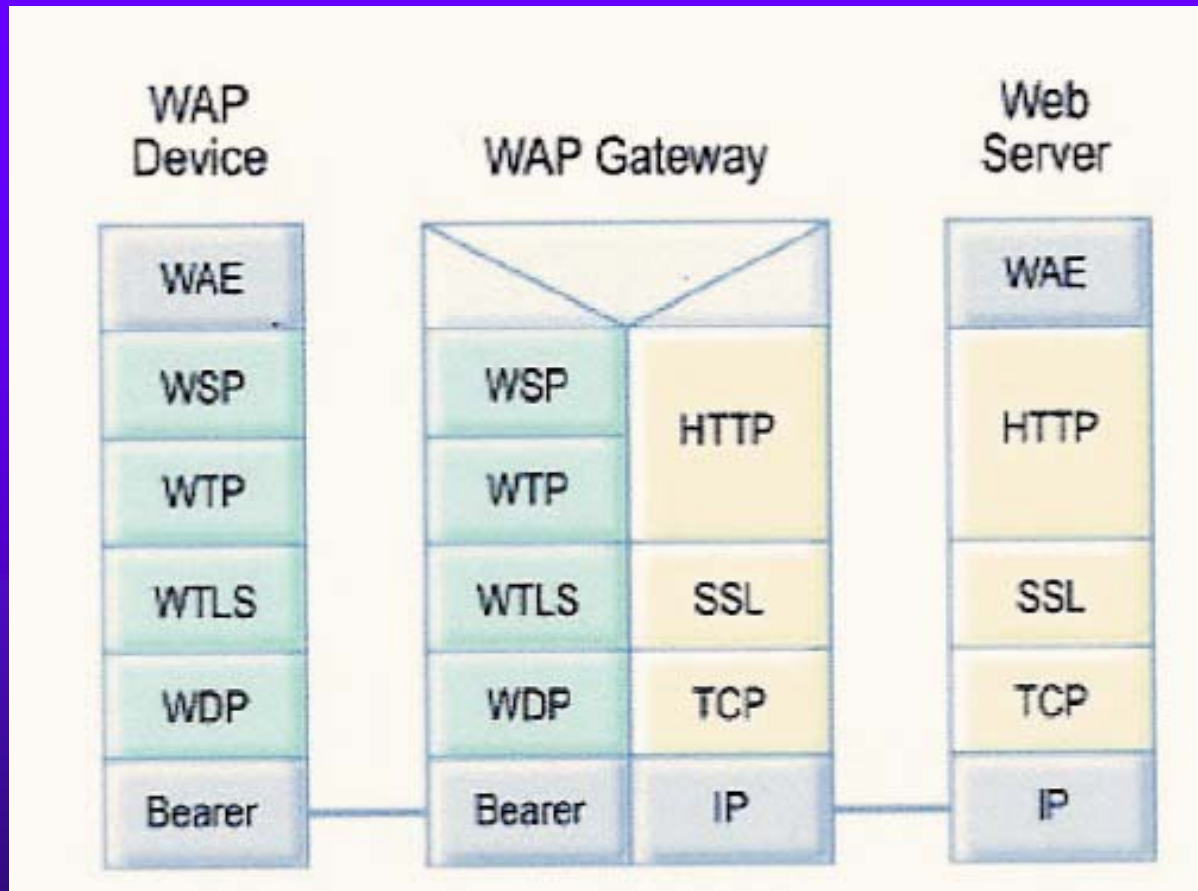 WAP
Device
WAP Gateway
Web
Server
WAE
WSP
WTP
WTLS
WDP
Bearer
WSP
WTP
WTLS
WDP
Bearer
HTTP
SSL
TCP
IP
WAE
HTTP
SSL
TCP
IP